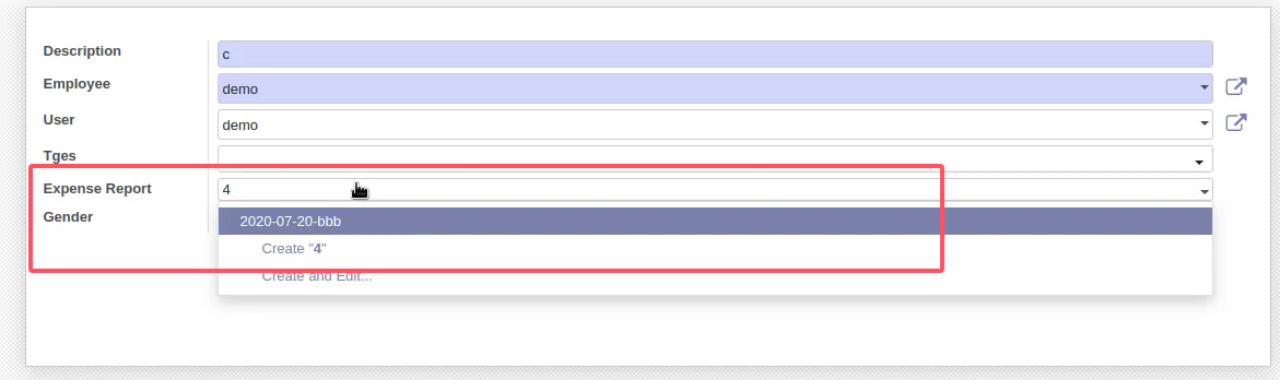 Description c
Employee demo
User demo
Tges
Expense Report 4
Gender 2020-07-20-bbb
Create "4"
Create and Edit...